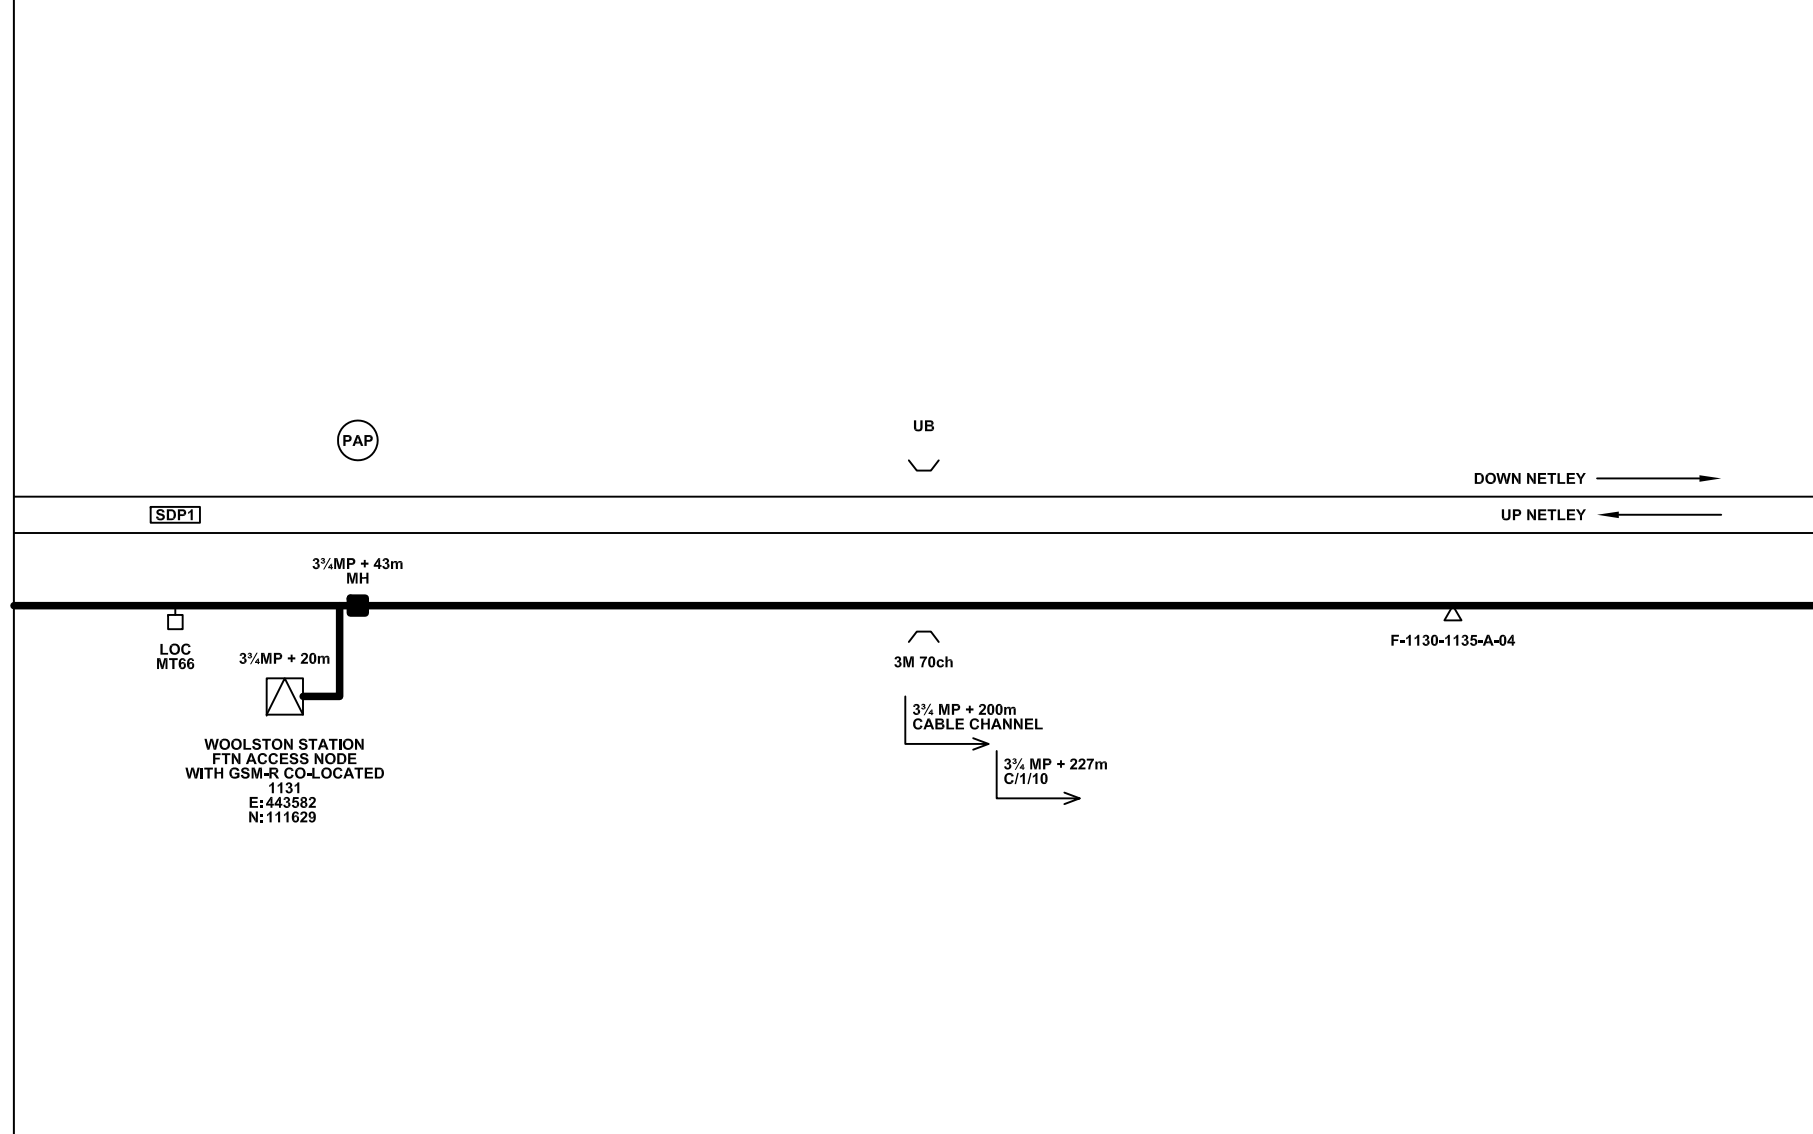 PAP
UB
DOWN NETLEY
SDP1
UP NETLEY
3¾MP + 43m
MH
LOC
MT66
3¾MP + 20m
3M 70ch
F-1130-1135-A-04
3¾ MP + 200m
CABLE CHANNEL
WOOLSTON STATION
FTN ACCESS NODE
WITH GSM-R CO-LOCATED
1131
E:443582
N:111629
3¾ MP + 227m
C/1/10